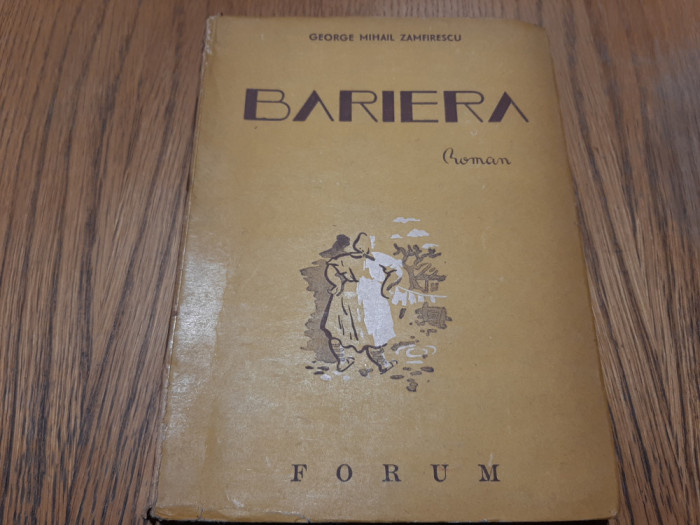 GEORGE MIHAIL ZAMFIRESCU
BARIERA
Roman
FORUM